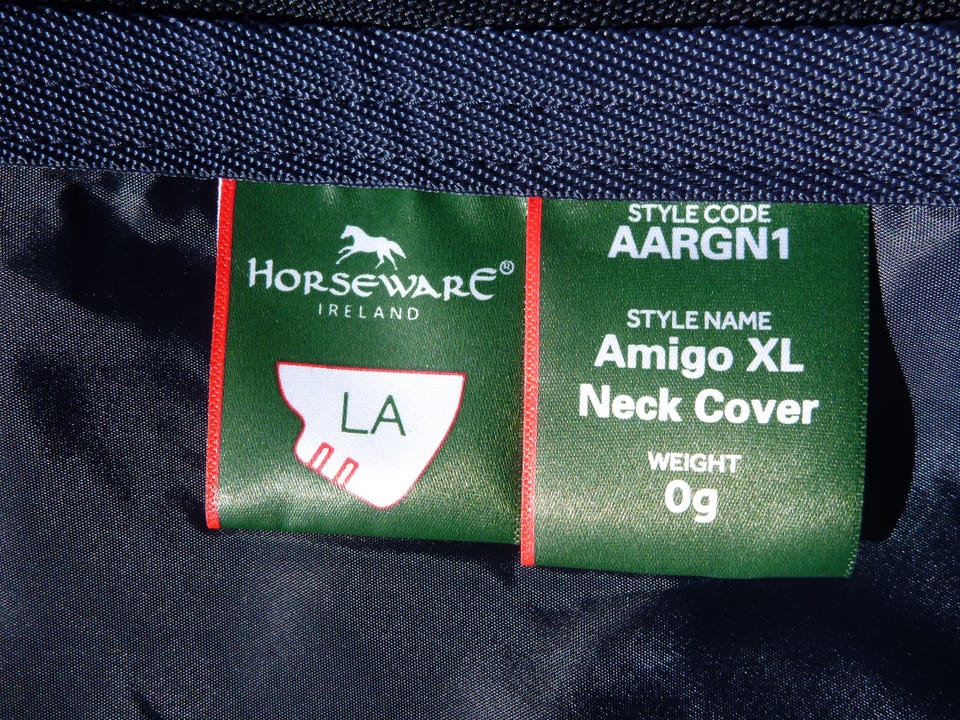 HORSEWARE®
IRELAND
LA
STYLE CODE
AARGN1
STYLE NAME
Amigo XL
Neck Cover
WEIGHT
0g